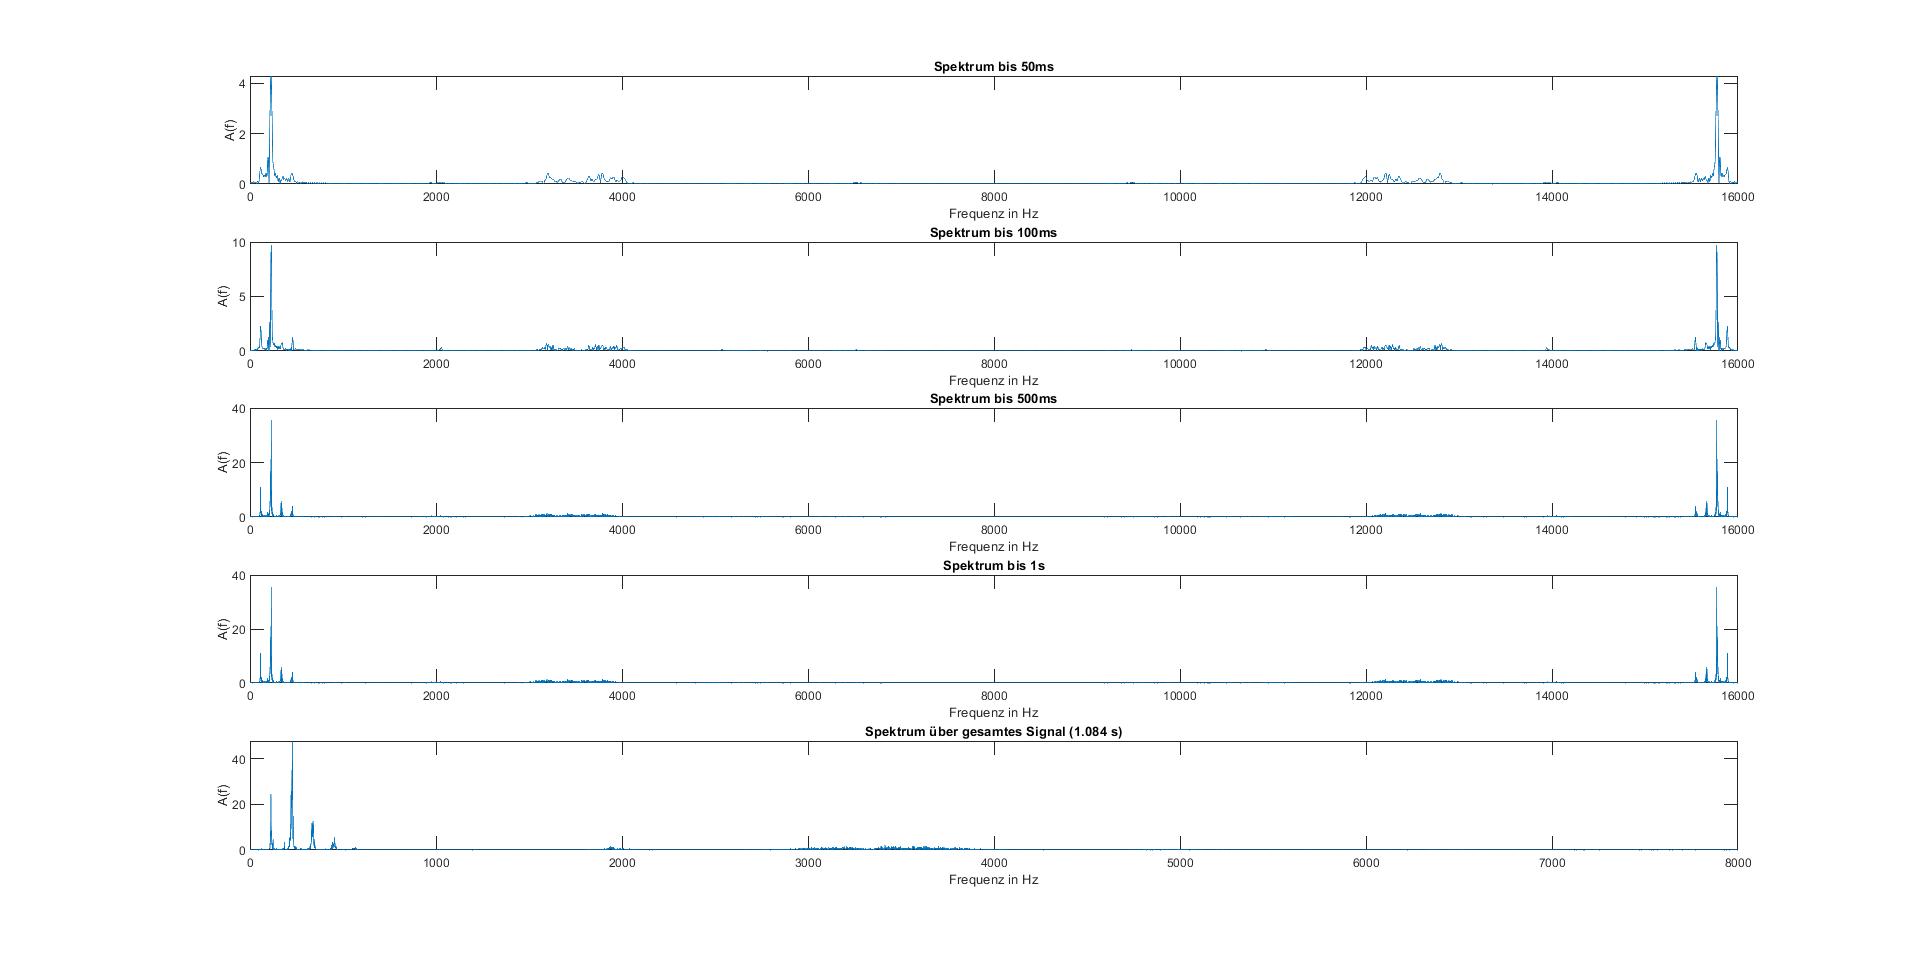 Spektrum bis 50ms
4
2
0
A(f)
0 2000 4000 6000 8000 10000 12000 14000 16000
Frequenz in Hz
Spektrum bis 100ms
10
5
0
A(f)
0 2000 4000 6000 8000 10000 12000 14000 16000
Frequenz in Hz
Spektrum bis 500ms
40
20
0
A(f)
0 2000 4000 6000 8000 10000 12000 14000 16000
Frequenz in Hz
Spektrum bis 1s
40
20
0
A(f)
0 2000 4000 6000 8000 10000 12000 14000 16000
Frequenz in Hz
Spektrum über gesamtes Signal (1.084 s)
40
20
0
A(f)
0 1000 2000 3000 4000 5000 6000 7000 8000
Frequenz in Hz